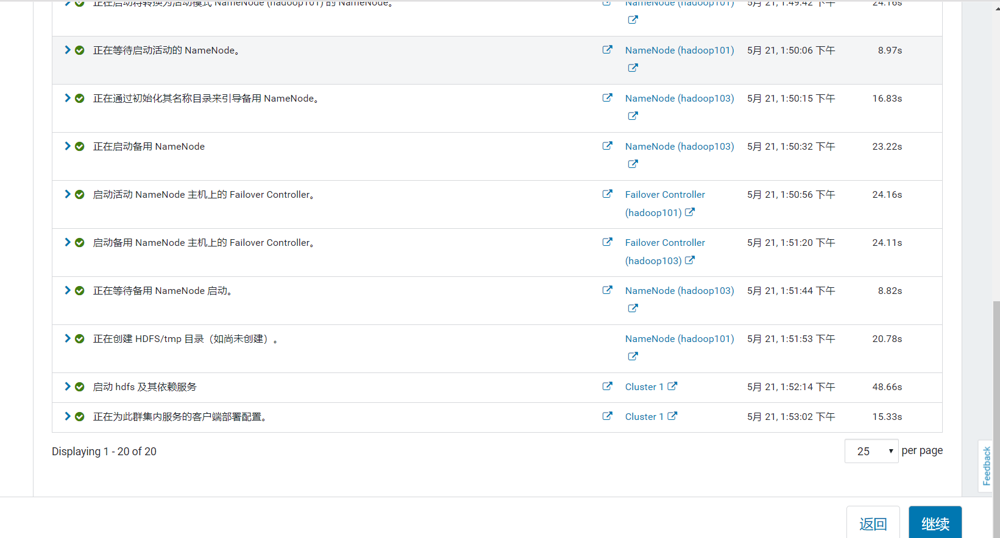 正在启动将转换为活动模式 NameNode (hadoop101) 的 NameNode。 NameNode (hadoop101) 5月 21, 1:49:42 下午 24.16s
正在等待启动活动的 NameNode。 NameNode (hadoop101) 5月 21, 1:50:06 下午 8.97s
正在通过初始化其名称目录来引导备用 NameNode。 NameNode (hadoop103) 5月 21, 1:50:15 下午 16.83s
正在启动备用 NameNode NameNode (hadoop103) 5月 21, 1:50:32 下午 23.22s
启动活动 NameNode 主机上的 Failover Controller。 Failover Controller 5月 21, 1:50:56 下午 24.16s
(hadoop101)
启动备用 NameNode 主机上的 Failover Controller。 Failover Controller 5月 21, 1:51:20 下午 24.11s
(hadoop103)
正在等待备用 NameNode 启动。 NameNode (hadoop103) 5月 21, 1:51:44 下午 8.82s
正在创建 HDFS/tmp 目录（如尚未创建）。 NameNode (hadoop101) 5月 21, 1:51:53 下午 20.78s
启动 hdfs 及其依赖服务 Cluster 1 5月 21, 1:52:14 下午 48.66s
正在为此群集内服务的客户端部署配置。 Cluster 1 5月 21, 1:53:02 下午 15.33s
Displaying 1 - 20 of 20 25 per page
Feedback
返回 继续